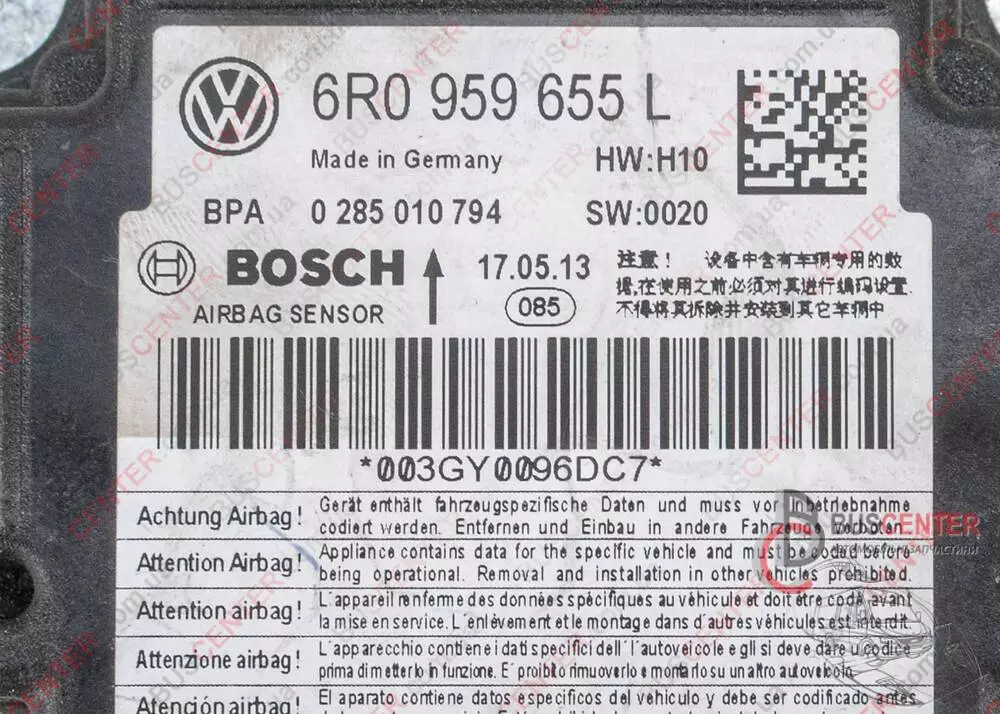 6R0 959 655 L
Made in Germany HW:H10
BPA 0 285 010 794 SW:0020
BOSCH 17.05.13
AIRBAG SENSOR 085
注意! 设备中含有车辆专用的数
据,在使用之前必须对其进行编码设置.
不得将其拆除并安装到其它车辆中
*003GY0096DC7*
Achtung Airbag! Gerät enthält fahrzeugspezifische Daten und muss vor betriebnahme
codiert werden. Entfernen und Einbau in andere Fahrzeuge verboten.
Attention Airbag! Appliance contains data for the specific vehicle and must be coded before
being operational. Removal and installation in other vehicles prohibited.
Attention airbag! L'appareil renferme des données spécifiques au véhicule et doit être codé avant
la mise en service. L'enlèvement et le montage dans d'autres véhicules est interdit.
Attenzione airbag! L'apparecchio contiene i dati specifici dell'autoveicolo e gli si deve dare u codice
prima di metterlo in funzione. E' proibito rimuoverlo e montarlo su un altro autoveicolo.
Atención airbag! El aparato contiene datos especificos del vehículo y debe ser codificado antes
BUSCENTER
АВТОМОБІЛЬНІ ЗАПЧАСТИНИ